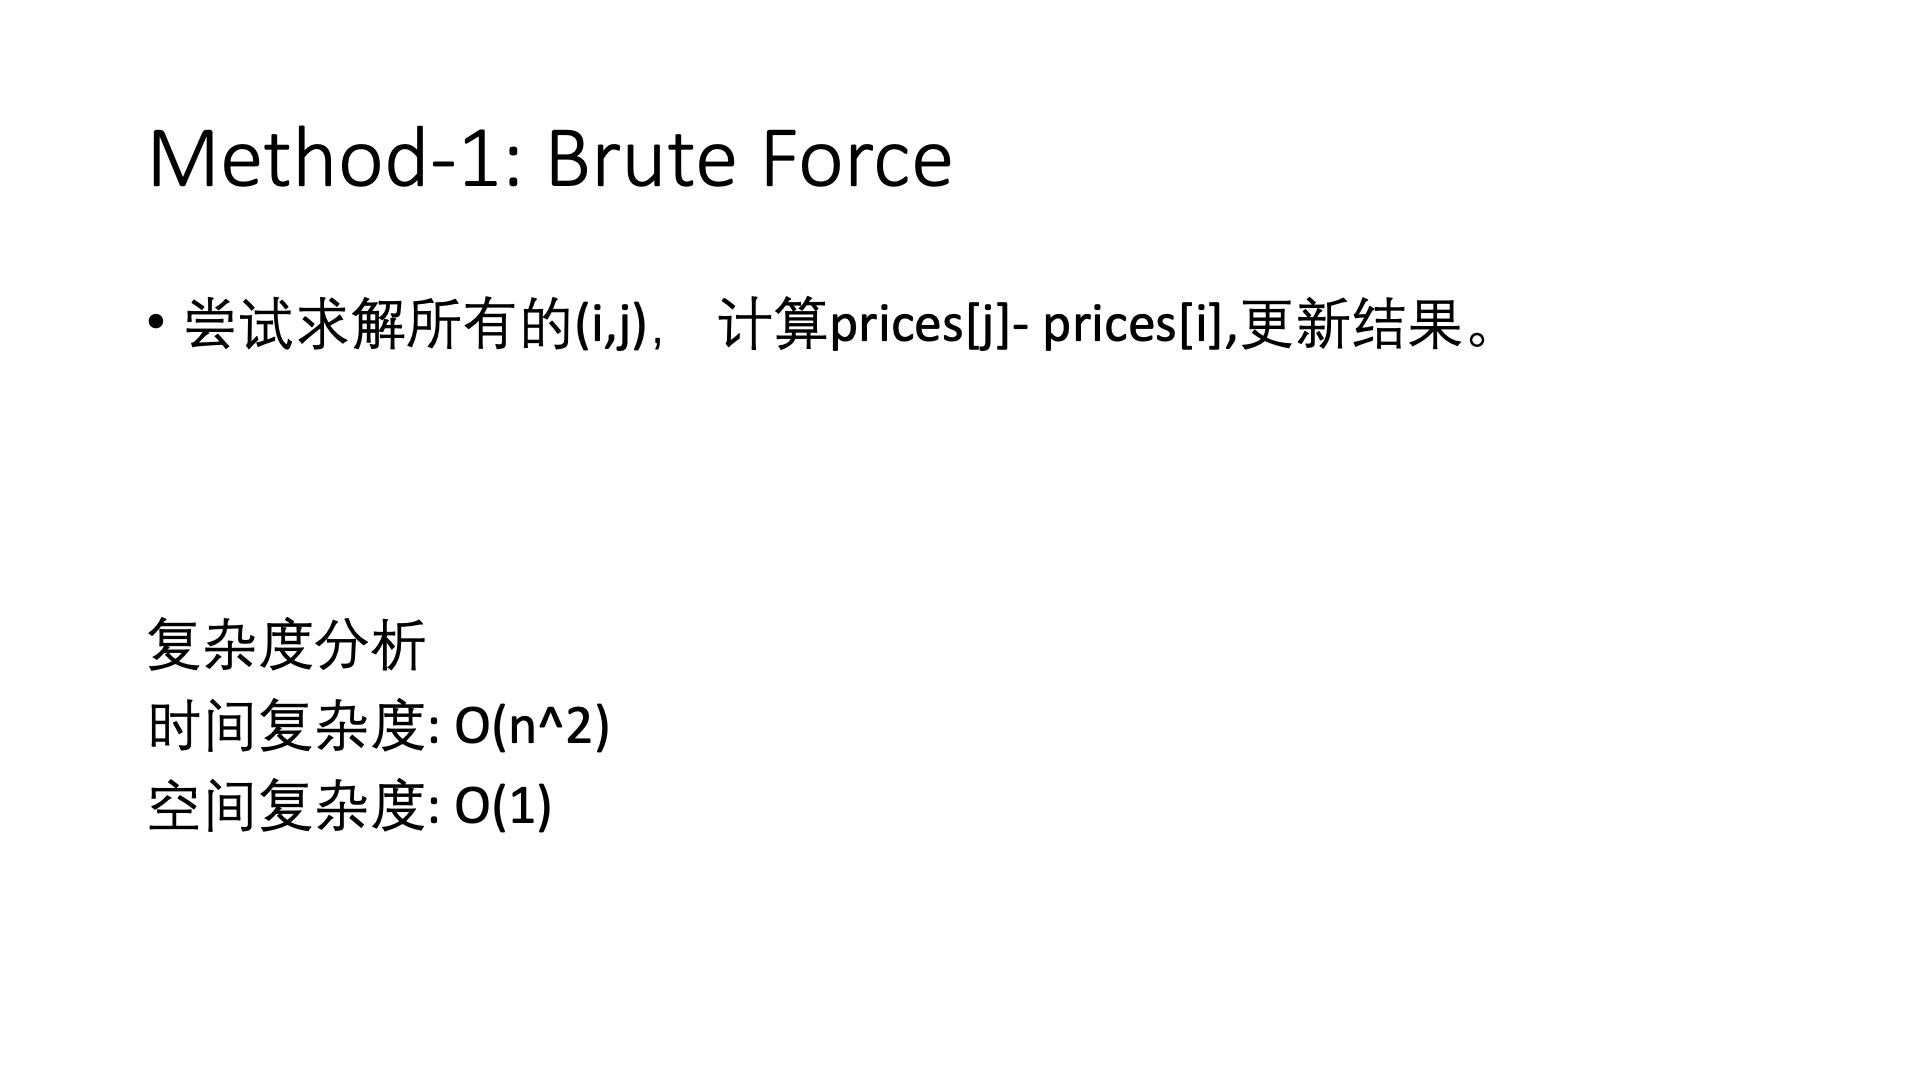 Method-1: Brute Force
• 尝试求解所有的(i,j)， 计算prices[j]- prices[i],更新结果。
复杂度分析
时间复杂度: O(n^2)
空间复杂度: O(1)